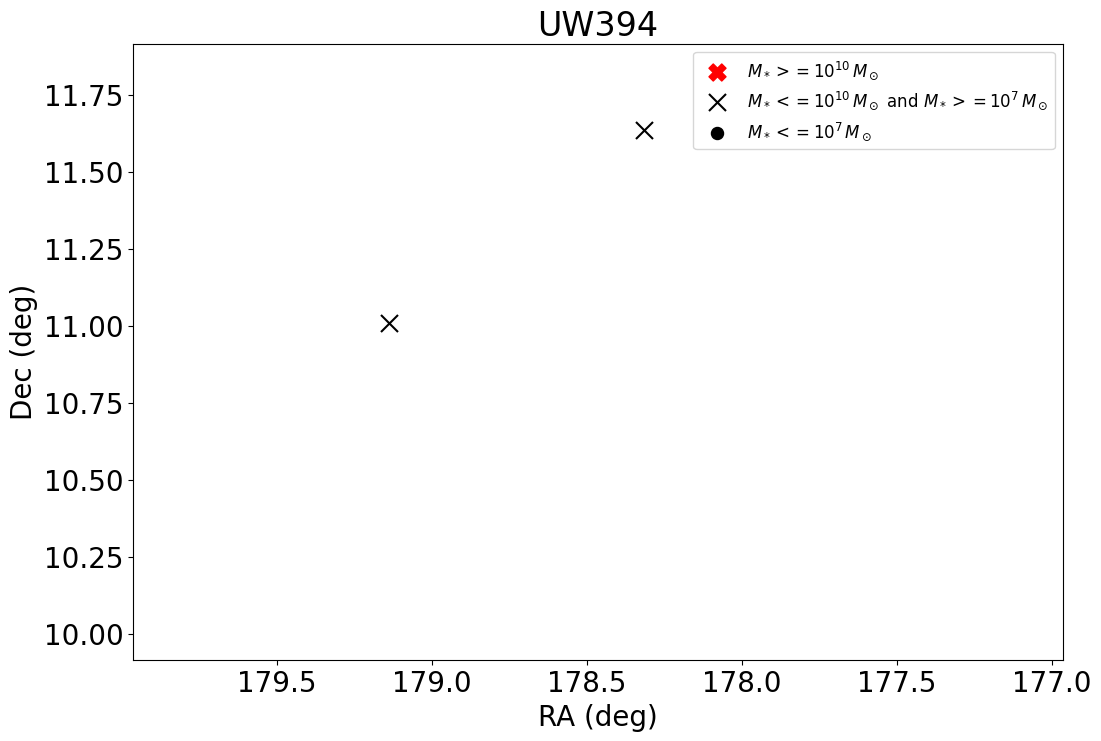 UW394
M* >= 10^10 M⊙
M* <= 10^10 M⊙ and M* >= 10^7 M⊙
M* <= 10^7 M⊙
11.75
11.50
11.25
11.00
10.75
10.50
10.25
10.00
Dec (deg)
179.5 179.0 178.5 178.0 177.5 177.0
RA (deg)